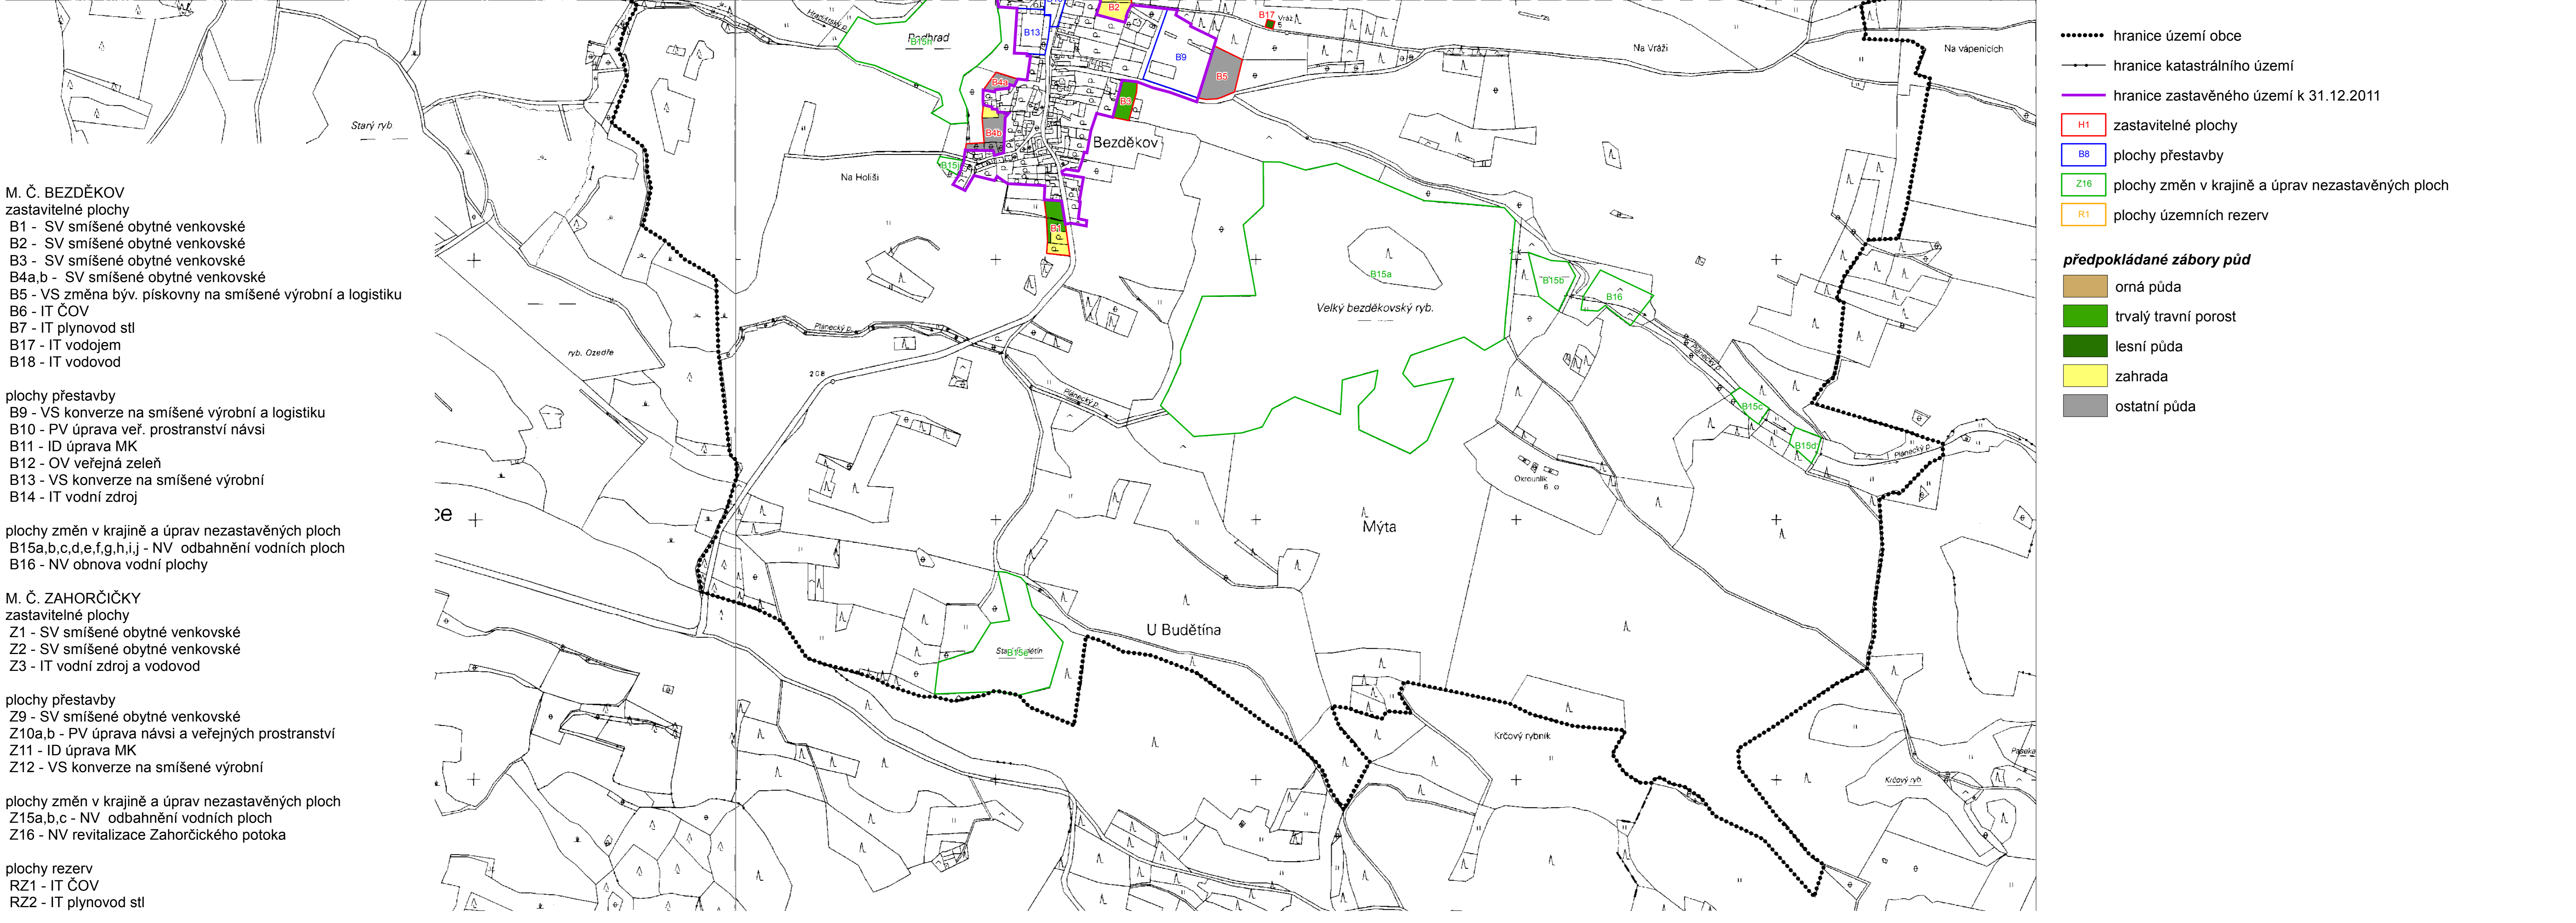 M. Č. BEZDĚKOV
zastavitelné plochy
B1 -  SV smíšené obytné venkovské
B2 -  SV smíšené obytné venkovské
B3 -  SV smíšené obytné venkovské
B4a,b -  SV smíšené obytné venkovské
B5 - VS změna býv. pískovny na smíšené výrobní a logistiku
B6 - IT ČOV
B7 - IT plynovod stl
B17 - IT vodojem
B18 - IT vodovod
plochy přestavby
B9 - VS konverze na smíšené výrobní a logistiku
B10 - PV úprava veř. prostranství návsi
B11 - ID úprava MK
B12 - OV veřejná zeleň
B13 - VS konverze na smíšené výrobní
B14 - IT vodní zdroj
plochy změn v krajině a úprav nezastavěných ploch
B15a,b,c,d,e,f,g,h,i,j - NV  odbahnění vodních ploch
B16 - NV obnova vodní plochy
M. Č. ZAHORČIČKY
zastavitelné plochy
Z1 - SV smíšené obytné venkovské
Z2 - SV smíšené obytné venkovské
Z3 - IT vodní zdroj a vodovod
plochy přestavby
Z9 - SV smíšené obytné venkovské
Z10a,b - PV úprava návsi a veřejných prostranství
Z11 - ID úprava MK
Z12 - VS konverze na smíšené výrobní
plochy změn v krajině a úprav nezastavěných ploch
Z15a,b,c - NV  odbahnění vodních ploch
Z16 - NV revitalizace Zahorčického potoka
plochy rezerv
RZ1 - IT ČOV
RZ2 - IT plynovod stl
Podhrad
B13
B2
B17
Vráž
5
B9
B5
Na Vráži
Na vápenicích
Starý ryb.
B4a
B3
B4b
Bezděkov
B15j
Na Holiši
B1
B15a
B15b
B16
Velký bezděkovský ryb.
Plánecký p.
ryb. Ozedře
208
Plánecký p.
Plánecký p.
B15c
B15d
Plánecký p.
Okrouhlík
6
Mýta
ce
U Budětína
B15e
Krčový rybník
Krčový ryb.
Paseka
hranice území obce
hranice katastrálního území
hranice zastavěného území k 31.12.2011
H1 zastavitelné plochy
B8 plochy přestavby
Z16 plochy změn v krajině a úprav nezastavěných ploch
R1 plochy územních rezerv
předpokládané zábory půd
orná půda
trvalý travní porost
lesní půda
zahrada
ostatní půda